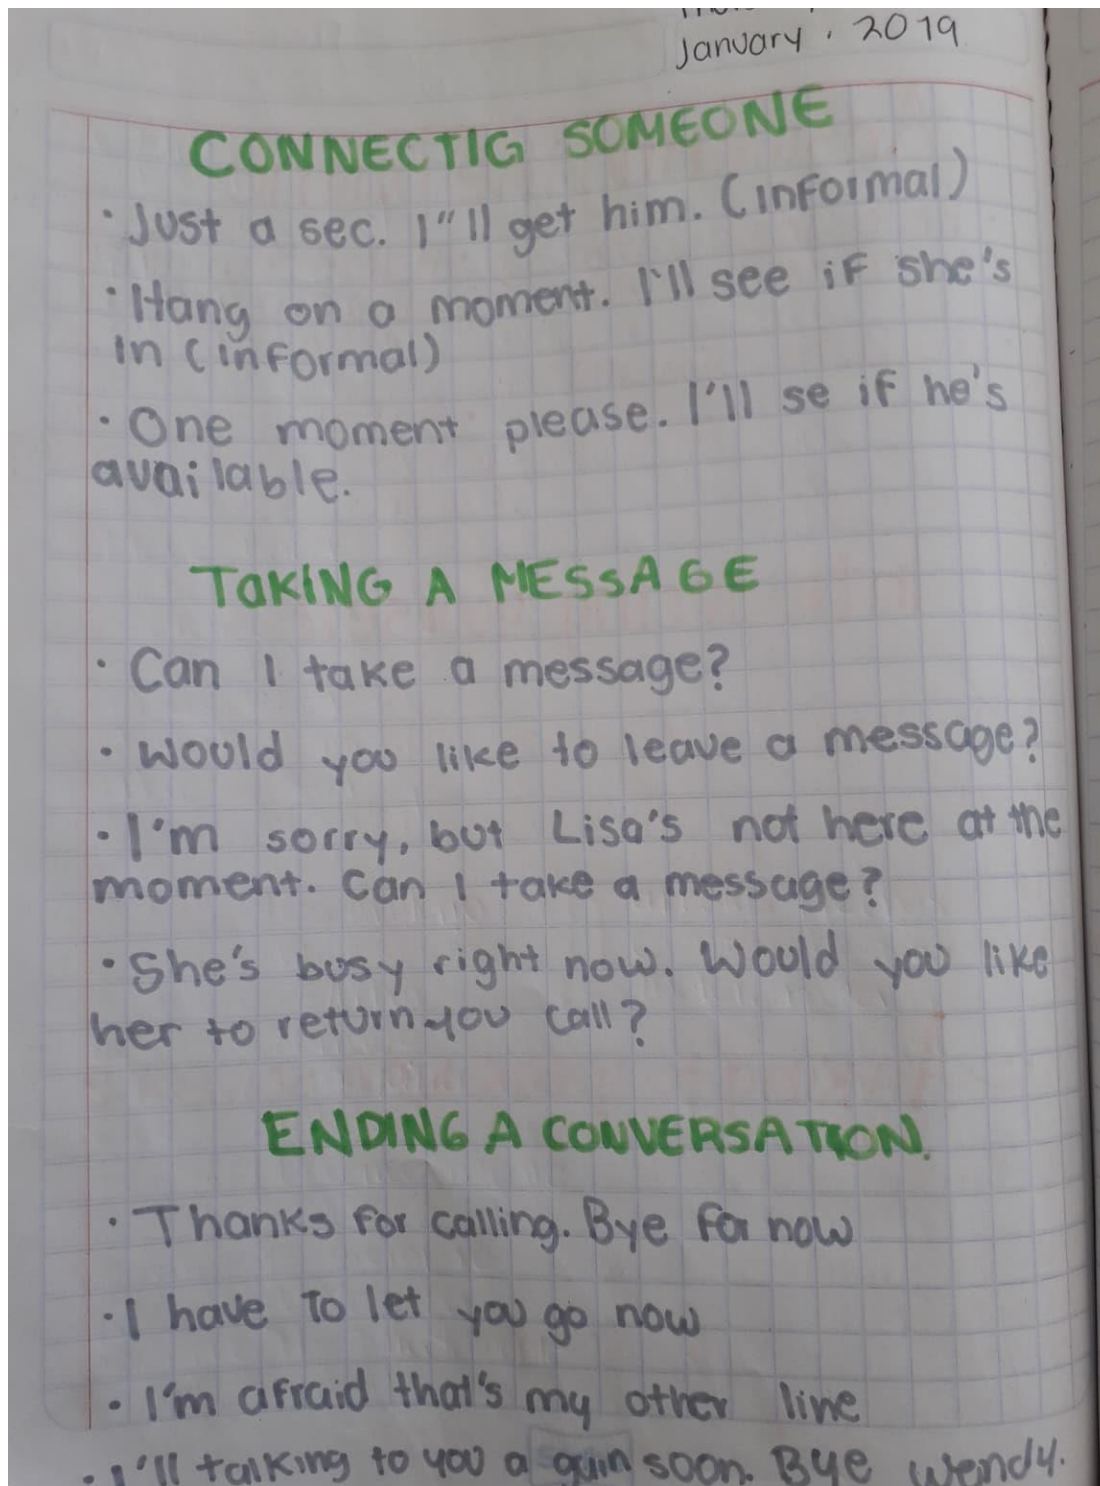 January. 2019
CONNECTIG SOMEONE
· Just a sec. I"ll get him. (informal)
· Hang on a moment. I'll see if she's
in (informal)
· One moment please. I'll se if he's
available.
TAKING A MESSAGE
· Can I take a message?
· Would you like to leave a message?
· I'm sorry, but Lisa's not here at the
moment. Can I take a message?
· She's busy right now. Would you like
her to return you call?
ENDING A CONVERSATION.
· Thanks for calling. Bye for now
· I have to let you go now
· I'm afraid that's my other line
· I'll talking to you a gain soon. Bye wendy.